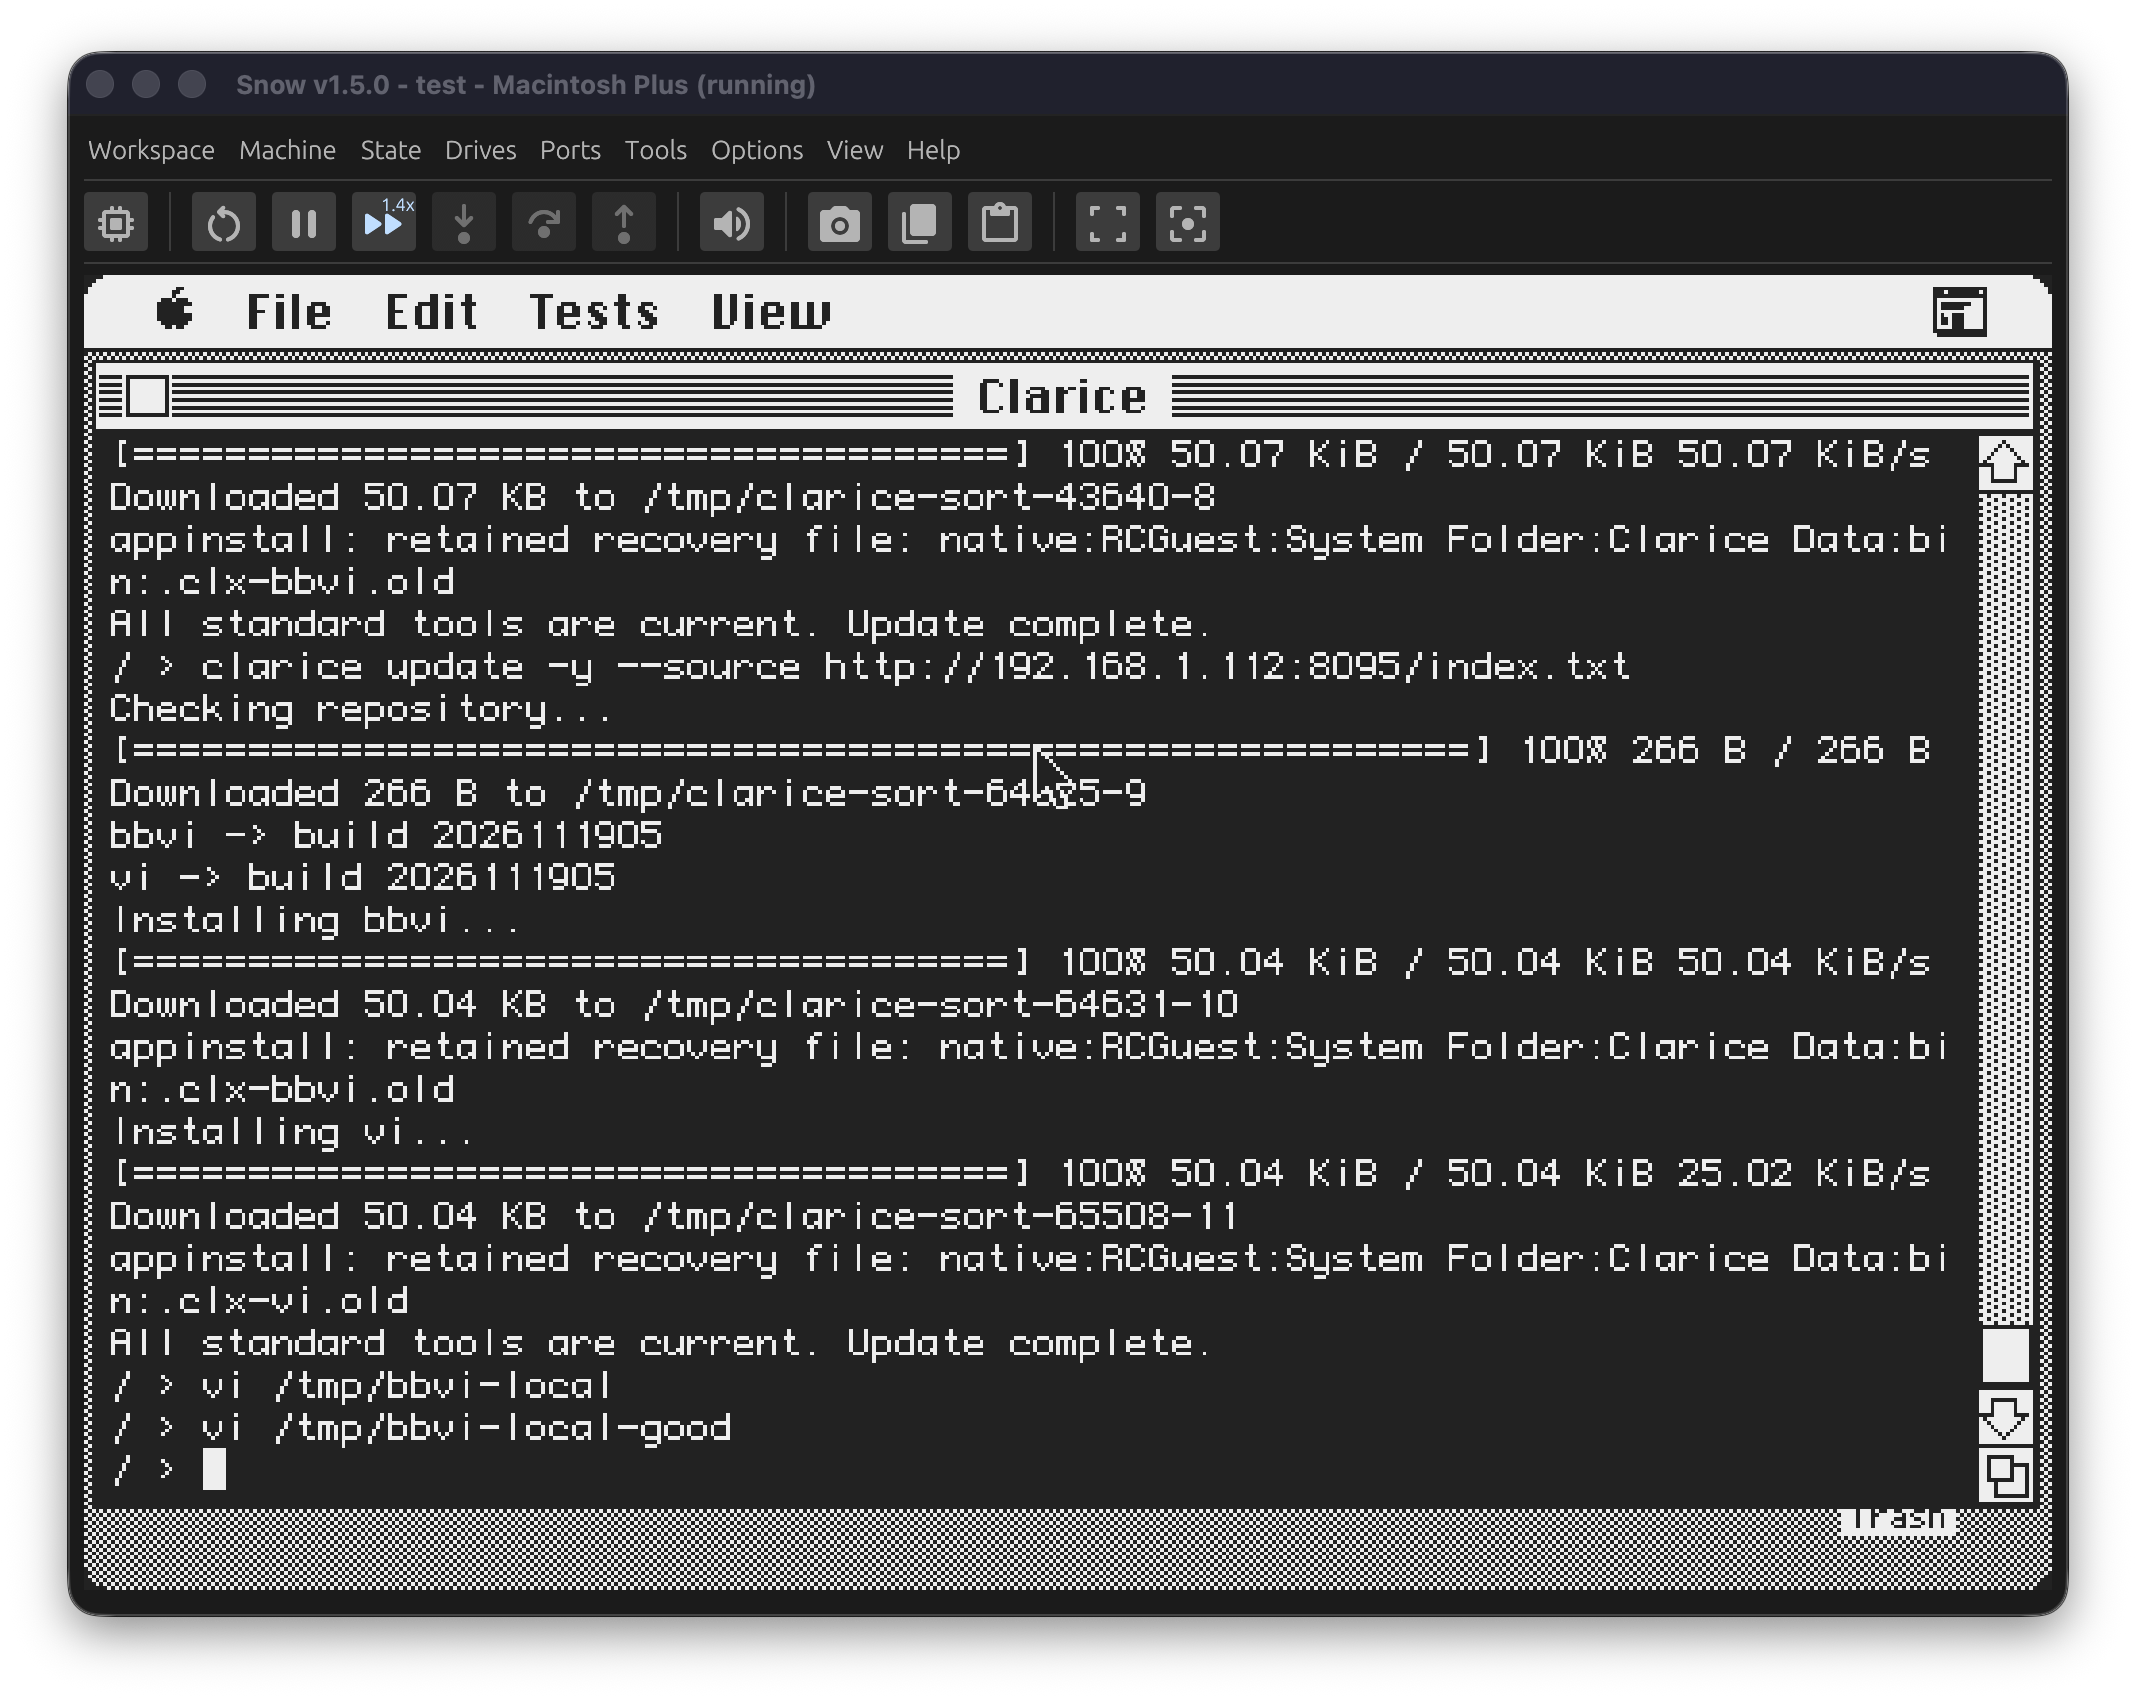 Snow v1.5.0 - test - Macintosh Plus (running)
Workspace Machine State Drives Ports Tools Options View Help
1.4x
File Edit Tests View
Clarice
[======================================] 100% 50.07 KiB / 50.07 KiB 50.07 KiB/s
Downloaded 50.07 KB to /tmp/clarice-sort-43640-8
appinstall: retained recovery file: native:RCGuest:System Folder:Clarice Data:bi
n:.clx-bbvi.old
All standard tools are current. Update complete.
/ > clarice update -y --source http://192.168.1.112:8095/index.txt
Checking repository...
[==========================================================] 100% 266 B / 266 B
Downloaded 266 B to
bbvi -> build 2026111905
vi -> build 2026111905
Installing bbvi...
[======================================] 100% 50.04 KiB / 50.04 KiB 50.04 KiB/s
Downloaded 50.04 KB to /tmp/clarice-sort-64631-10
appinstall: retained recovery file: native:RCGuest:System Folder:Clarice Data:bi
n:.clx-bbvi.old
Installing vi...
[======================================] 100% 50.04 KiB / 50.04 KiB 25.02 KiB/s
Downloaded 50.04 KB to /tmp/clarice-sort-65508-11
appinstall: retained recovery file: native:RCGuest:System Folder:Clarice Data:bi
n:.clx-vi.old
All standard tools are current. Update complete.
/ > vi /tmp/bbvi-local
/ > vi /tmp/bbvi-local-good
/ >
Trash